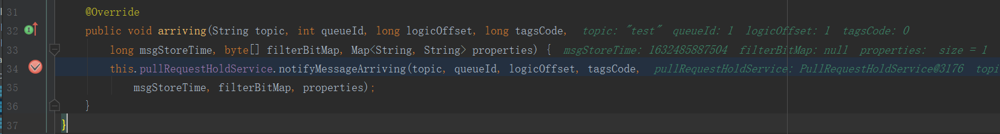 31 @Override
32 public void arriving(String topic, int queueId, long logicOffset, long tagsCode, topic: "test" queueId: 1 logicOffset: 1 tagsCode: 0
33 long msgStoreTime, byte[] filterBitMap, Map<String, String> properties) { msgStoreTime: 1632485887504 filterBitMap: null properties: size = 1
34 this.pullRequestHoldService.notifyMessageArriving(topic, queueId, logicOffset, tagsCode, pullRequestHoldService: PullRequestHoldService@3176 topi
35 msgStoreTime, filterBitMap, properties);
36 }
37 }